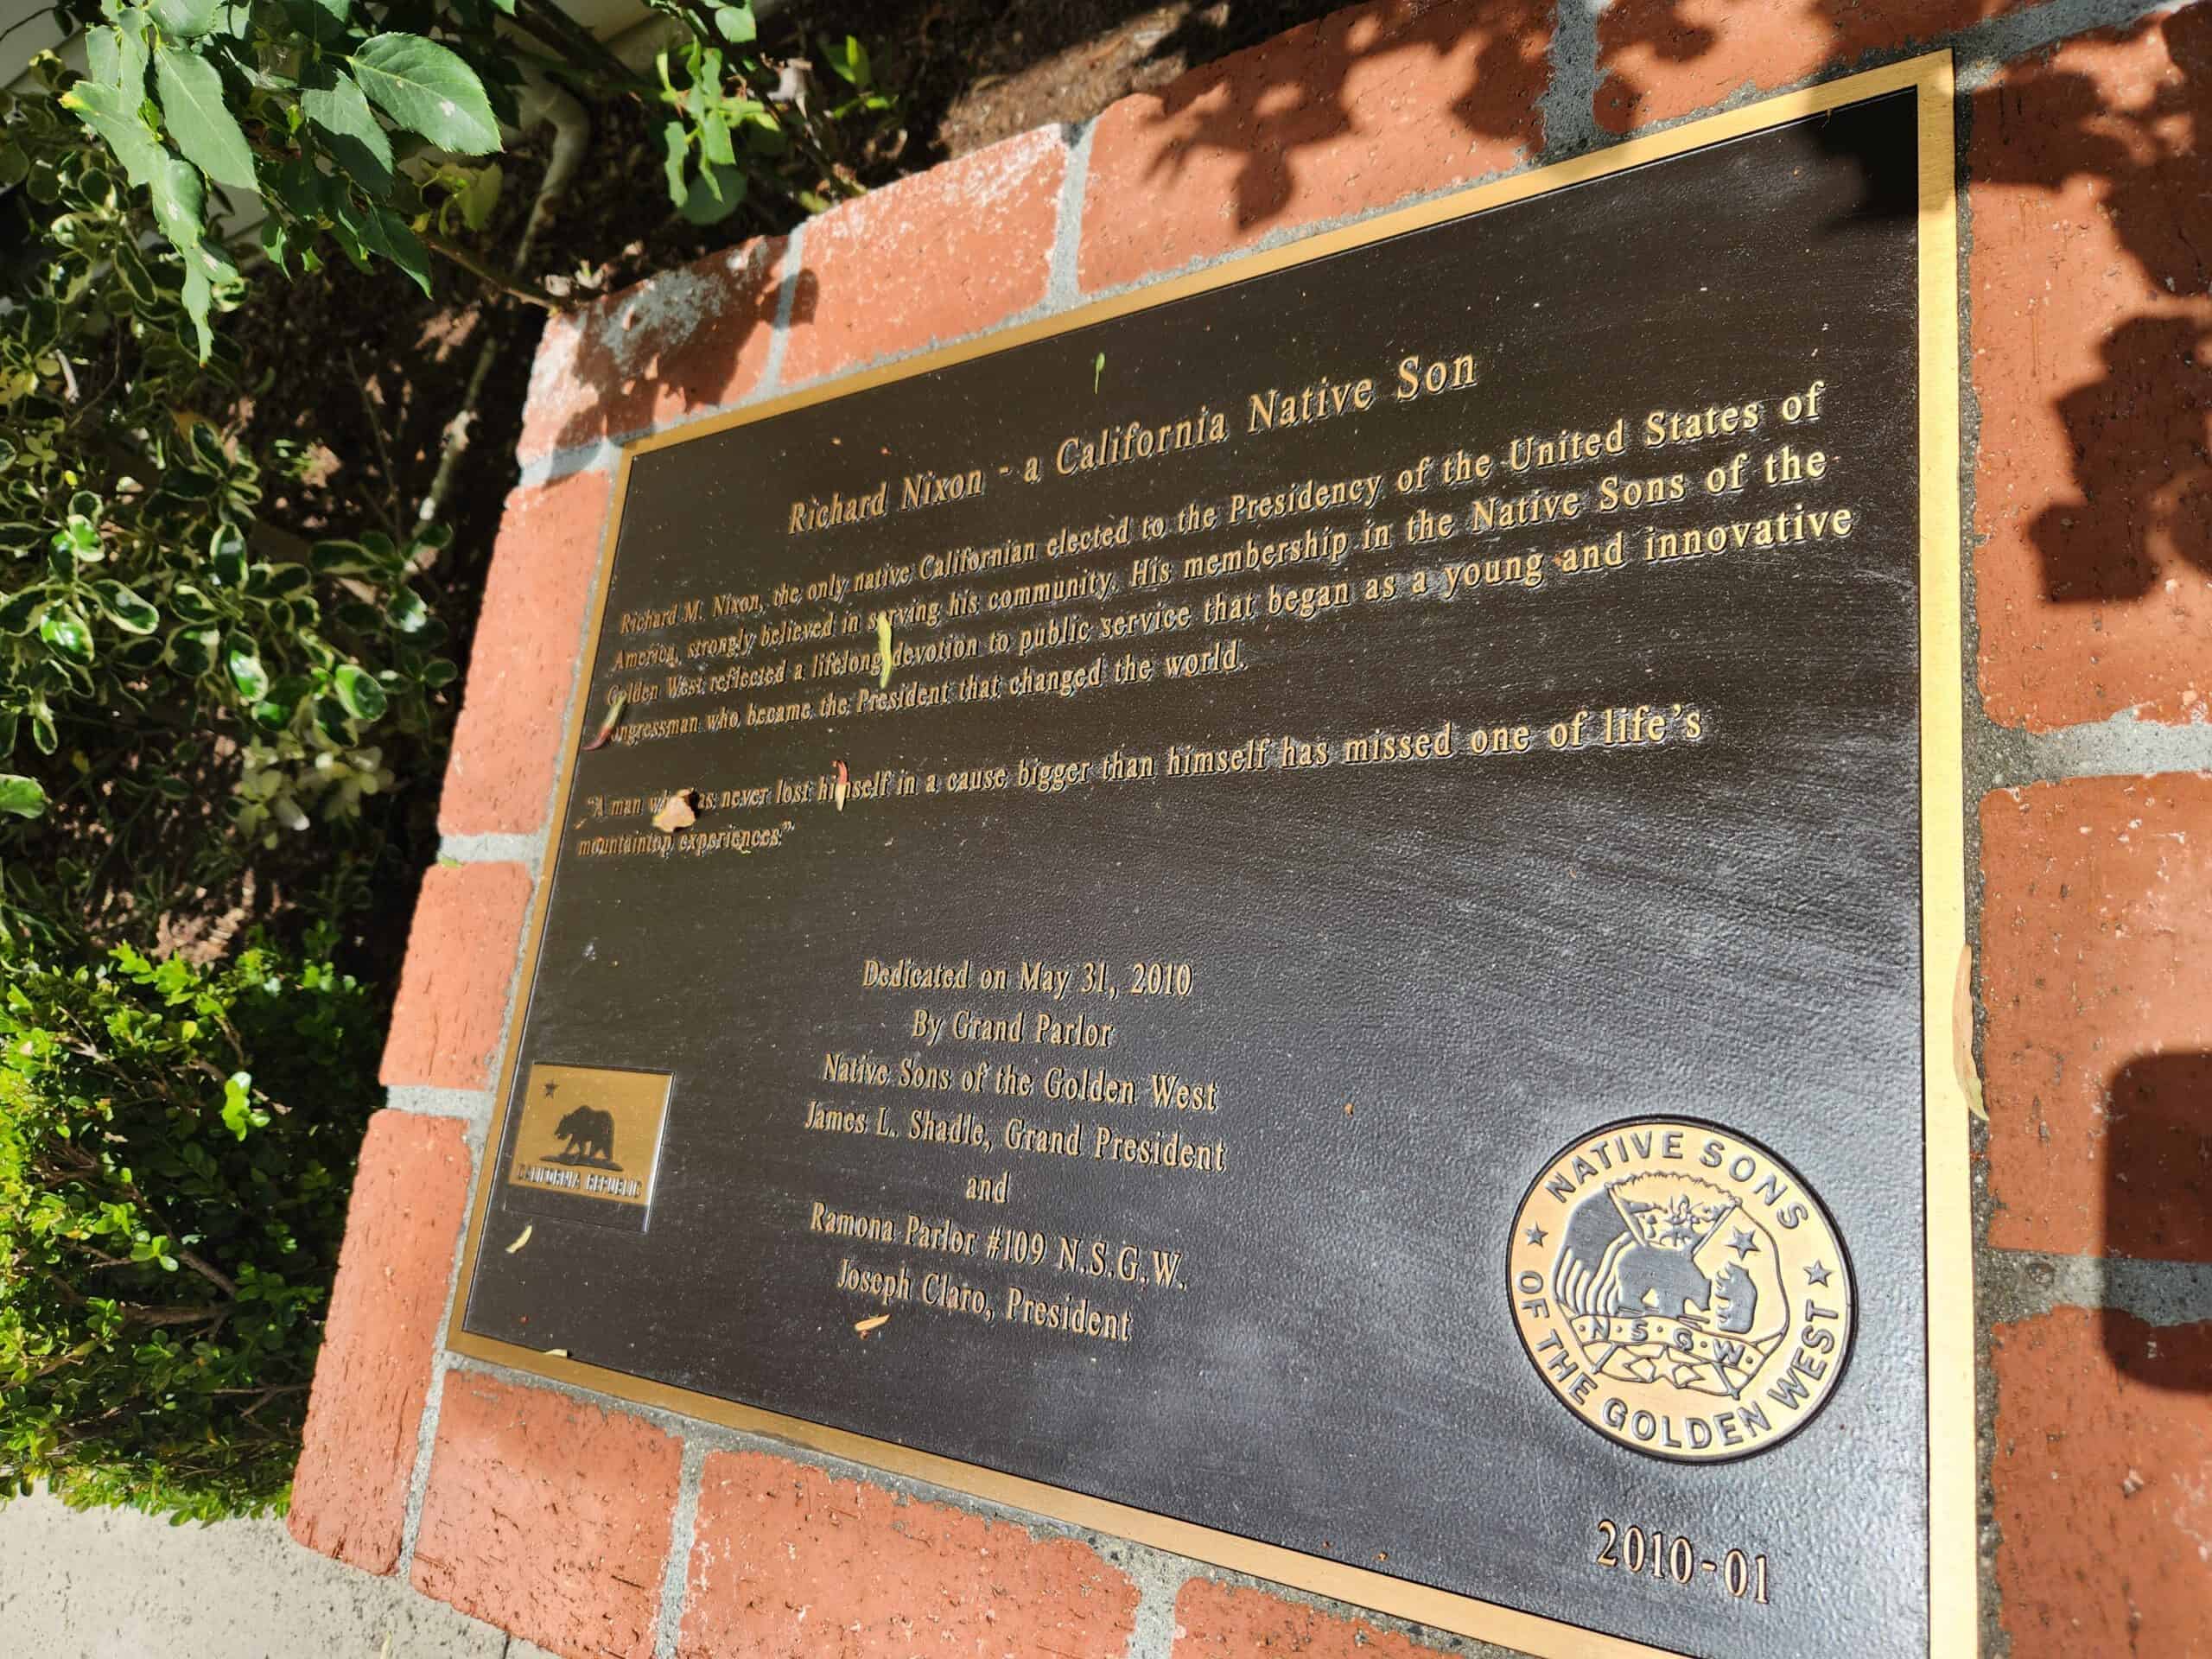 Richard Nixon - a California Native Son
Richard M. Nixon, the only native Californian elected to the Presidency of the United States of
America, strongly believed in serving his community. His membership in the Native Sons of the
Golden West reflected a lifelong devotion to public service that began as a young and innovative
Congressman who became the President that changed the world.
"A man who has never lost himself in a cause bigger than himself has missed one of life's
mountaintop experiences."
Dedicated on May 31, 2010
By Grand Parlor
Native Sons of the Golden West
James L. Shadle, Grand President
and
Ramona Parlor #109 N.S.G.W.
Joseph Claro, President
CALIFORNIA REPUBLIC
NATIVE SONS
OF THE GOLDEN WEST
N·S·G·W·
2010-01